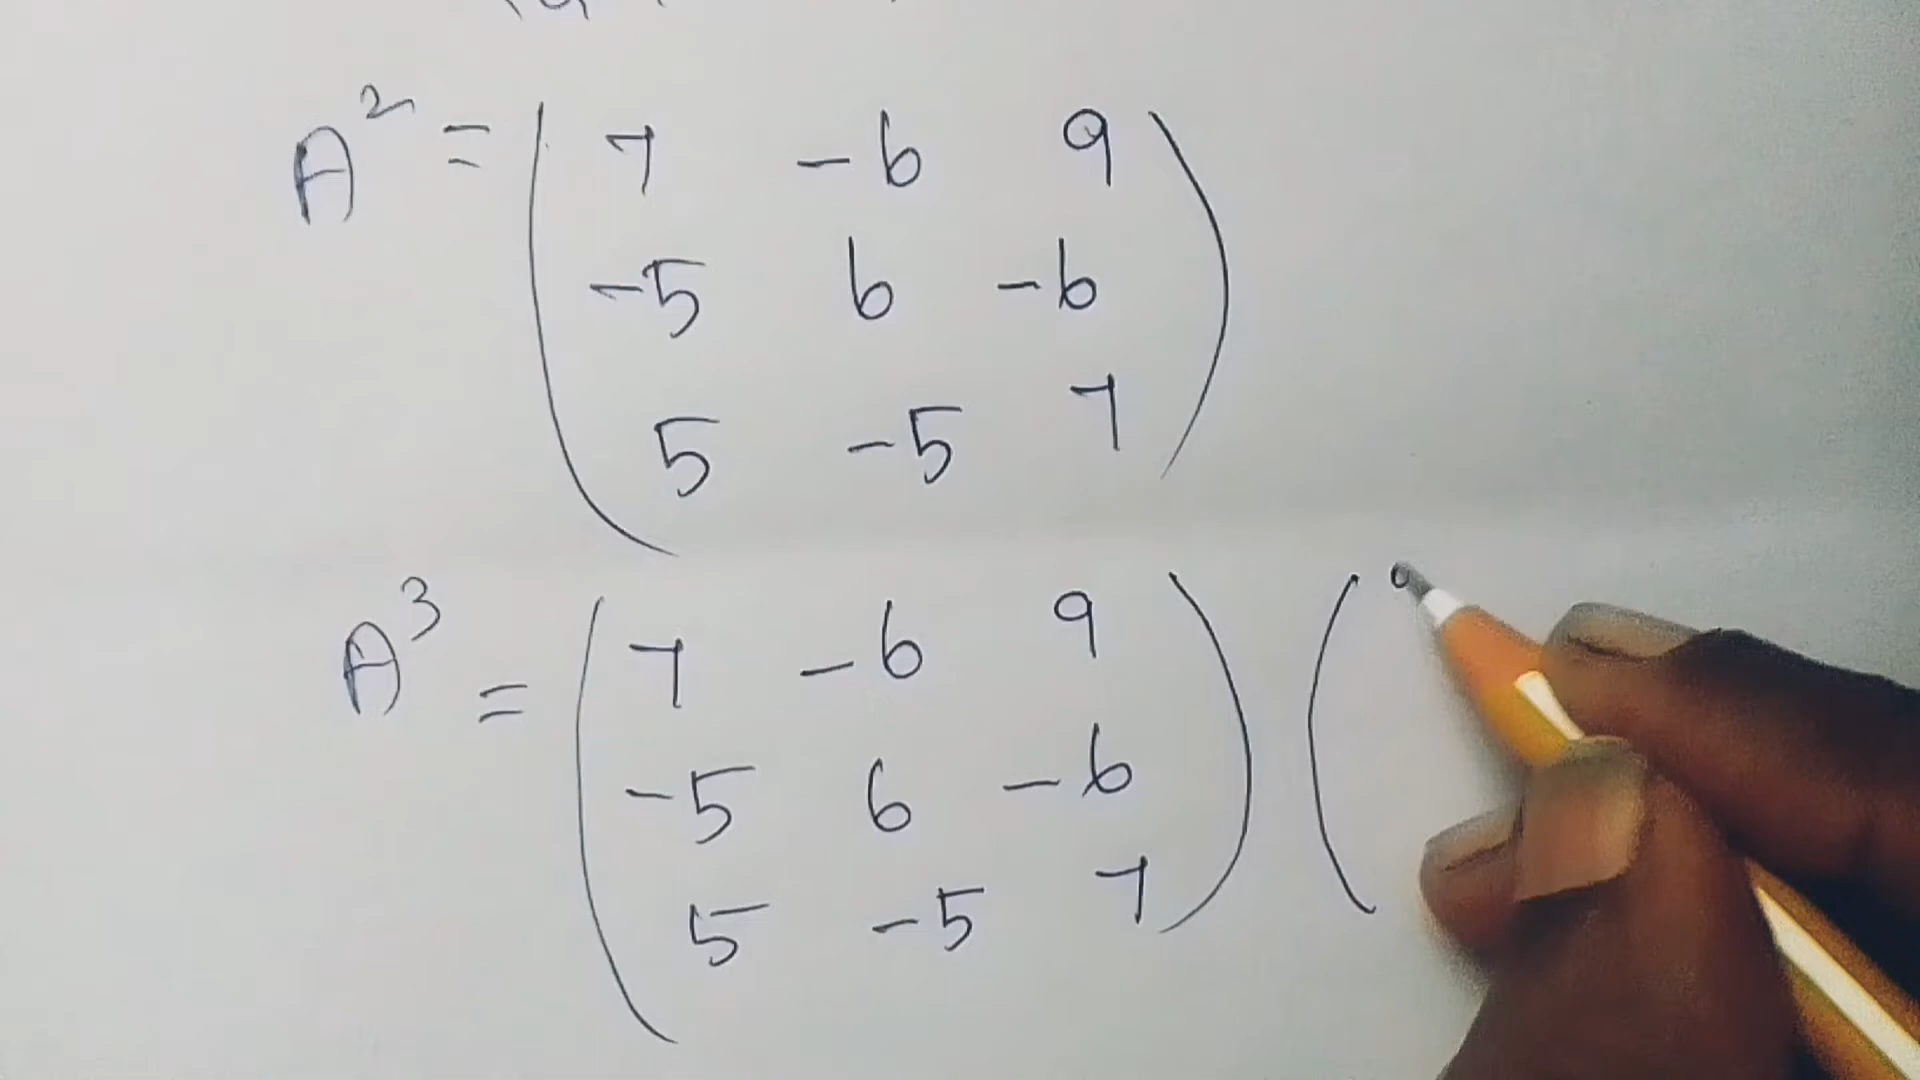 A² = ( 7 -6 9
-5 6 -6
5 -5 7 )
A³ = ( 7 -6 9
-5 6 -6
5 -5 7 ) (